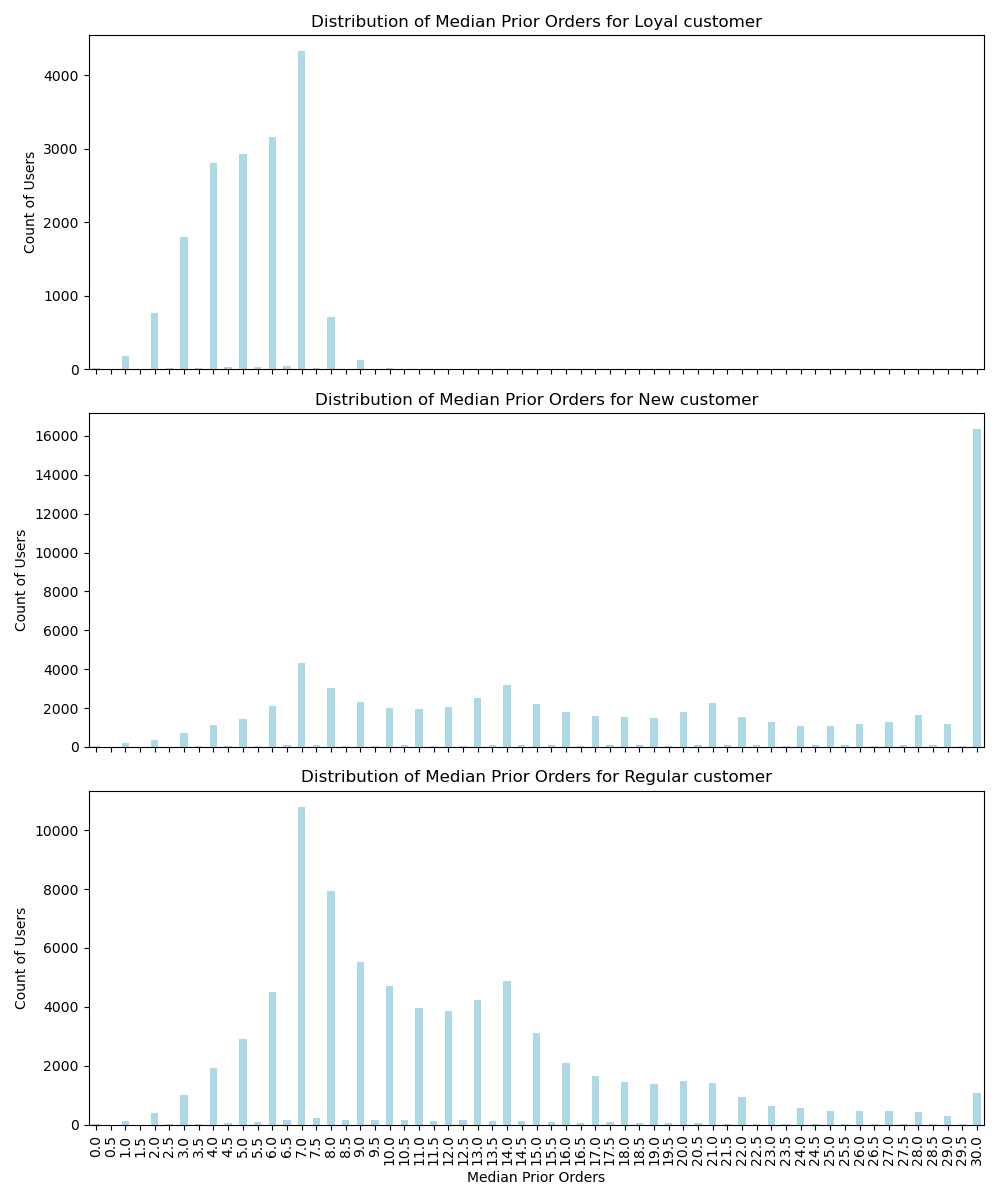 Distribution of Median Prior Orders for Loyal customer
4000
3000
2000
1000
0
Count of Users
Distribution of Median Prior Orders for New customer
16000
14000
12000
10000
8000
6000
4000
2000
0
Count of Users
Distribution of Median Prior Orders for Regular customer
10000
8000
6000
4000
2000
0
Count of Users
0.0 0.5 1.0 1.5 2.0 2.5 3.0 3.5 4.0 4.5 5.0 5.5 6.0 6.5 7.0 7.5 8.0 8.5 9.0 9.5 10.0 10.5 11.0 11.5 12.0 12.5 13.0 13.5 14.0 14.5 15.0 15.5 16.0 16.5 17.0 17.5 18.0 18.5 19.0 19.5 20.0 20.5 21.0 21.5 22.0 22.5 23.0 23.5 24.0 24.5 25.0 25.5 26.0 26.5 27.0 27.5 28.0 28.5 29.0 29.5 30.0
Median Prior Orders